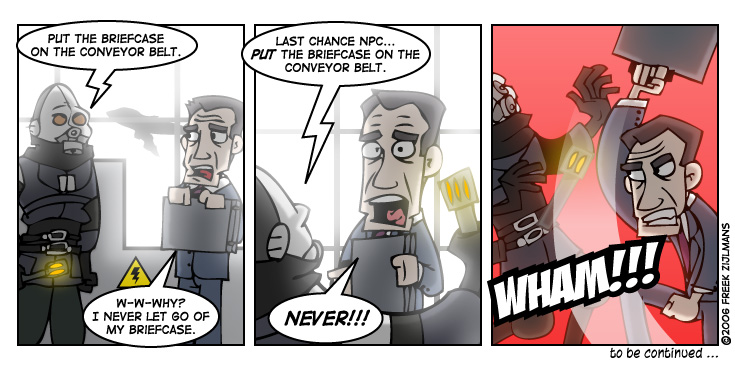 PUT THE BRIEFCASE
ON THE CONVEYOR BELT.
W-W-WHY?
I NEVER LET GO OF
MY BRIEFCASE.
LAST CHANCE NPC...
PUT THE BRIEFCASE ON THE
CONVEYOR BELT.
NEVER!!!
WHAM!!!
©2006 FREEK ZIJLMANS
to be continued ...